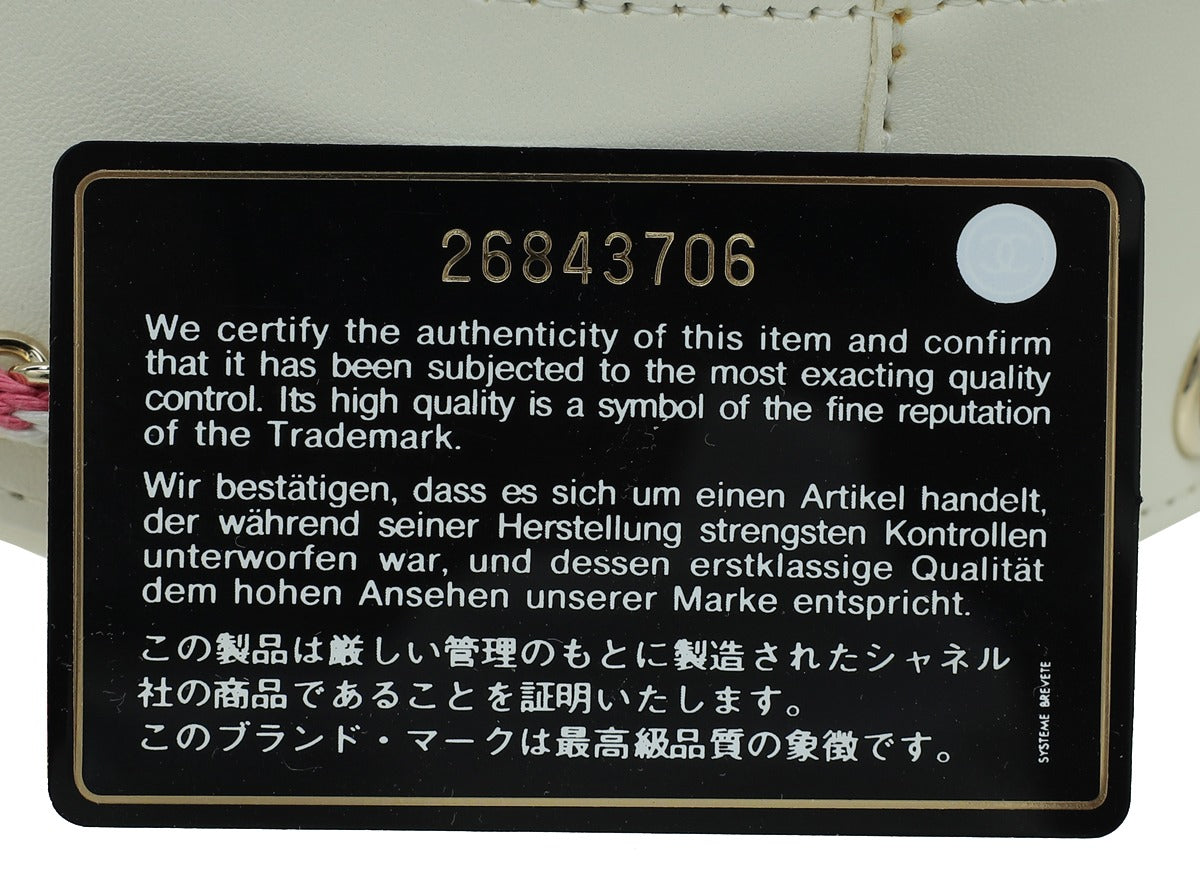 26843706
We certify the authenticity of this item and confirm
that it has been subjected to the most exacting quality
control. Its high quality is a symbol of the fine reputation
of the Trademark.
Wir bestätigen, dass es sich um einen Artikel handelt,
der während seiner Herstellung strengsten Kontrollen
unterworfen war, und dessen erstklassige Qualität
dem hohen Ansehen unserer Marke entspricht.
この製品は厳しい管理のもとに製造されたシャネル
社の商品であることを証明いたします。
このブランド・マークは最高級品質の象徴です。
SYSTEME BREVETE